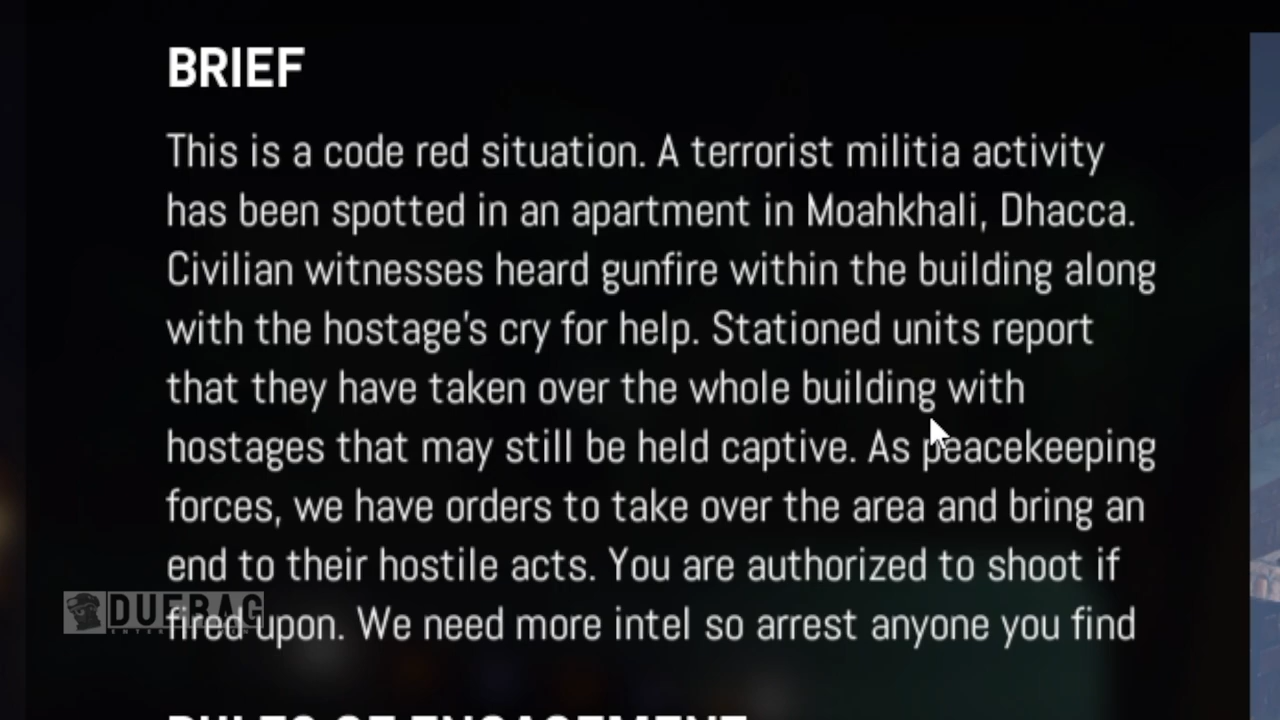 BRIEF
This is a code red situation. A terrorist militia activity
has been spotted in an apartment in Moahkhali, Dhacca.
Civilian witnesses heard gunfire within the building along
with the hostage's cry for help. Stationed units report
that they have taken over the whole building with
hostages that may still be held captive. As peacekeeping
forces, we have orders to take over the area and bring an
end to their hostile acts. You are authorized to shoot if
fired upon. We need more intel so arrest anyone you find
DUEBAG
RULES OF ENGAGEMENT